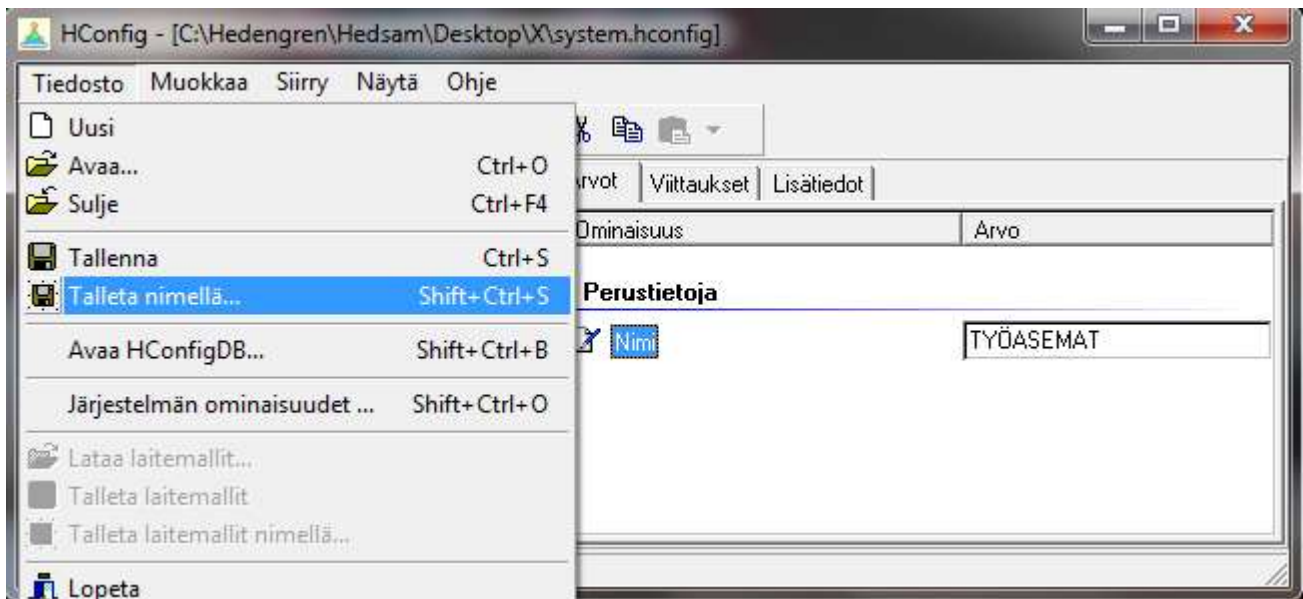 HConfig - [C:\Hedengren\Hedsam\Desktop\X\system.hconfig]
Tiedosto Muokkaa Siirry Näytä Ohje
Uusi
Avaa... Ctrl+O
Sulje Ctrl+F4
Tallenna Ctrl+S
Talleta nimellä... Shift+Ctrl+S
Avaa HConfigDB... Shift+Ctrl+B
Järjestelmän ominaisuudet ... Shift+Ctrl+O
Lataa laitemallit...
Talleta laitemallit
Talleta laitemallit nimellä...
Lopeta
rvot Viittaukset Lisätiedot
Ominaisuus Arvo
Perustietoja
Nimi TYÖASEMAT